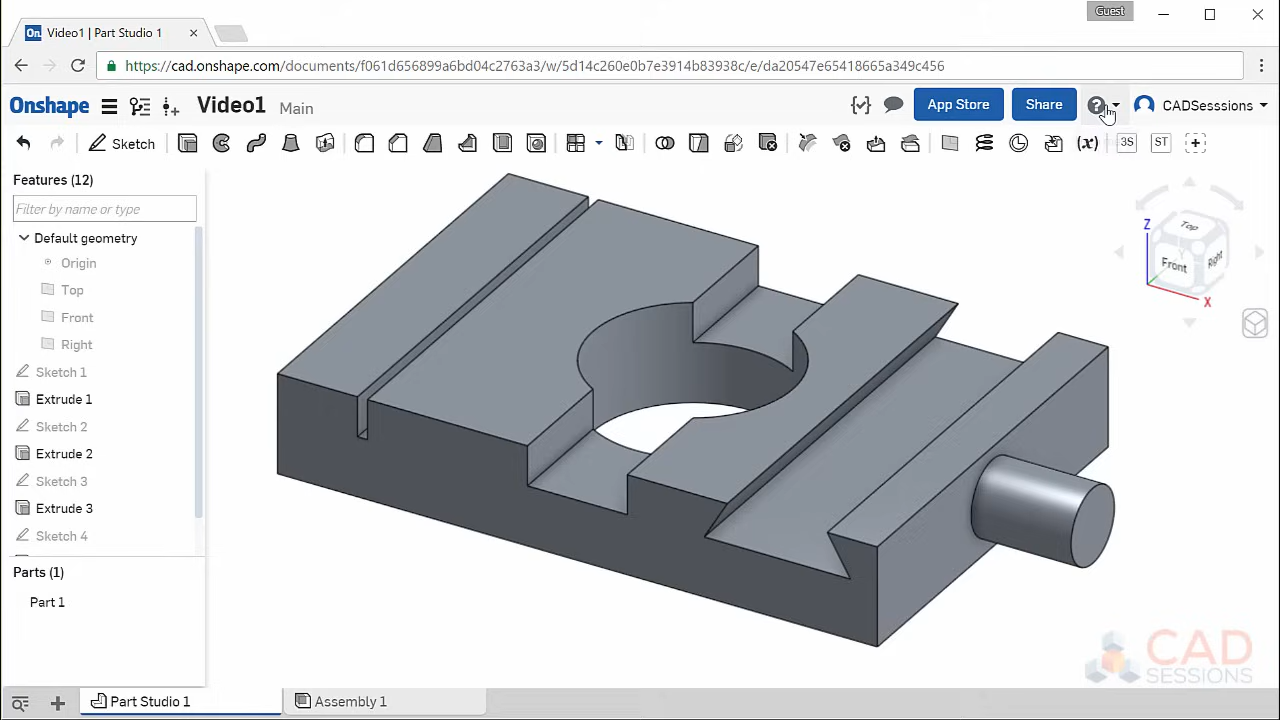 Guest
On Video1 | Part Studio 1
https://cad.onshape.com/documents/f061d656899a6bd04c2763a3/w/5d14c260e0b7e3914b83938c/e/da20547e65418665a349c456
Onshape Video1 Main App Store Share CADSesssions
Sketch (x) 3S ST
Features (12)
Filter by name or type
Default geometry
Origin
Top
Front
Right
Sketch 1
Extrude 1
Sketch 2
Extrude 2
Sketch 3
Extrude 3
Sketch 4
Parts (1)
Part 1
Z
Top
Front
Right
Y
X
CAD
SESSIONS
Part Studio 1
Assembly 1